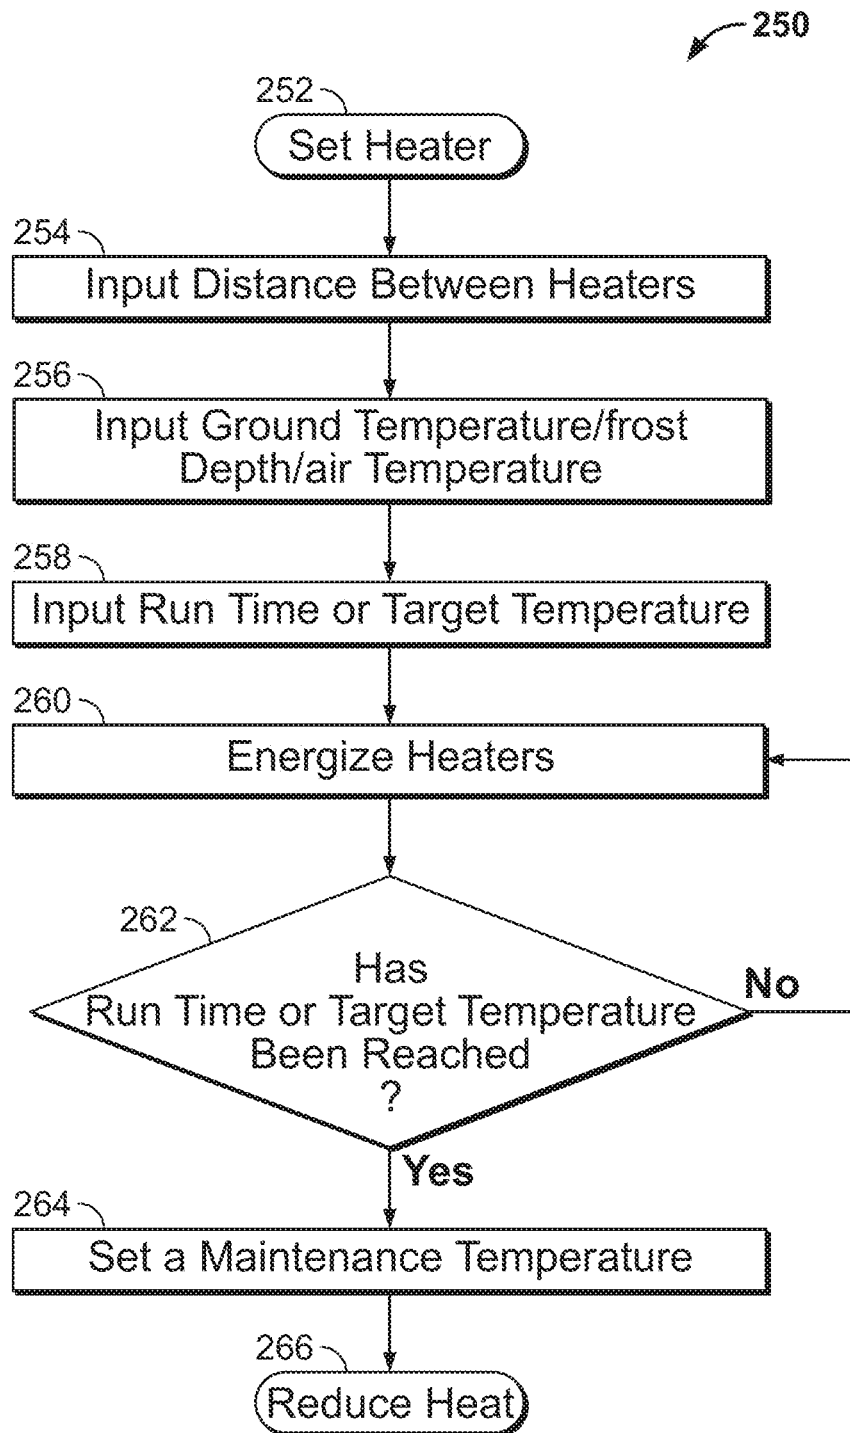 250
252
Set Heater
254
Input Distance Between Heaters
256
Input Ground Temperature/frost
Depth/air Temperature
258
Input Run Time or Target Temperature
260
Energize Heaters
262
Has
Run Time or Target Temperature
Been Reached
?
No
Yes
264
Set a Maintenance Temperature
266
Reduce Heat